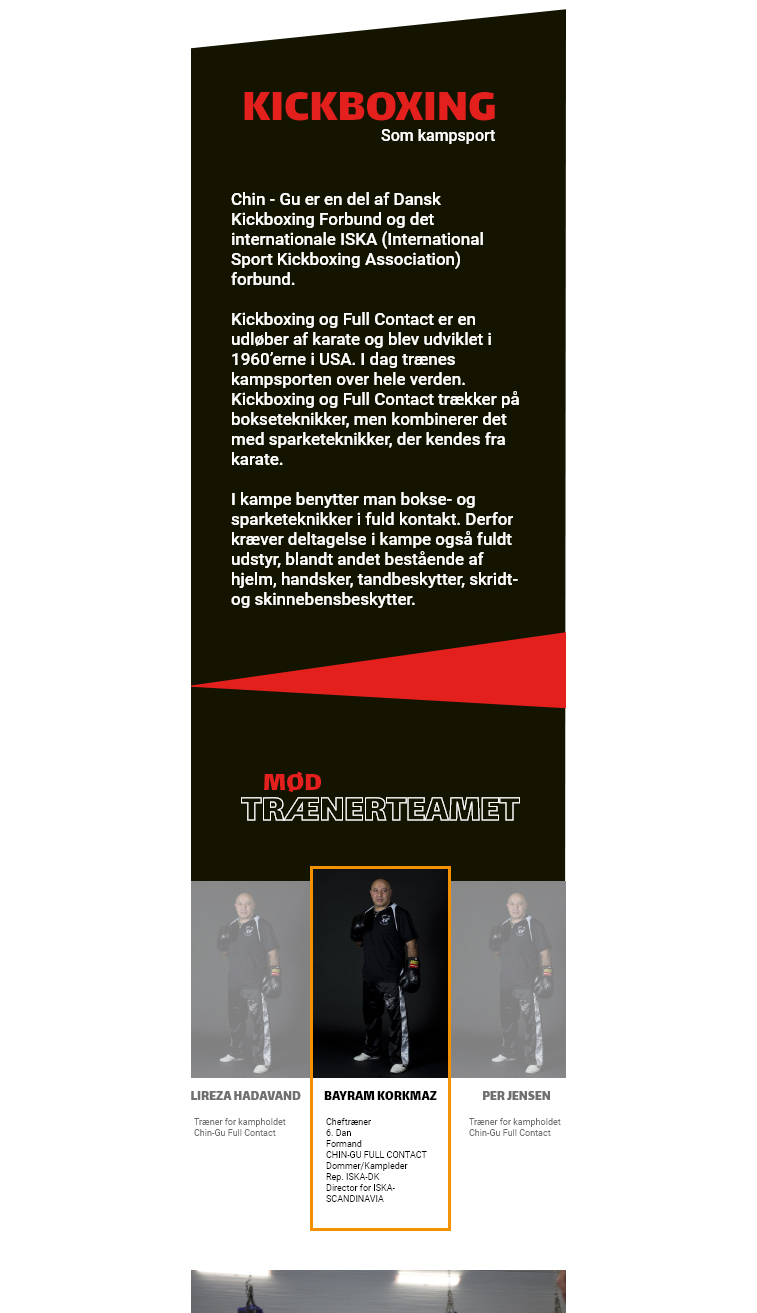 KICKBOXING
Som kampsport
Chin - Gu er en del af Dansk
Kickboxing Forbund og det
internationale ISKA (International
Sport Kickboxing Association)
forbund.
Kickboxing og Full Contact er en
udløber af karate og blev udviklet i
1960’erne i USA. I dag trænes
kampsporten over hele verden.
Kickboxing og Full Contact trækker på
bokseteknikker, men kombinerer det
med sparketeknikker, der kendes fra
karate.
I kampe benytter man bokse- og
sparketeknikker i fuld kontakt. Derfor
kræver deltagelse i kampe også fuldt
udstyr, blandt andet bestående af
hjelm, handsker, tandbeskytter, skridt-
og skinnebensbeskytter.
MØD
TRÆNERTEAMET
LIREZA HADAVAND
Træner for kampholdet
Chin-Gu Full Contact
BAYRAM KORKMAZ
Cheftræner
6. Dan
Formand
CHIN-GU FULL CONTACT
Dommer/Kampleder
Rep. ISKA-DK
Director for ISKA-
SCANDINAVIA
PER JENSEN
Træner for kampholdet
Chin-Gu Full Contact